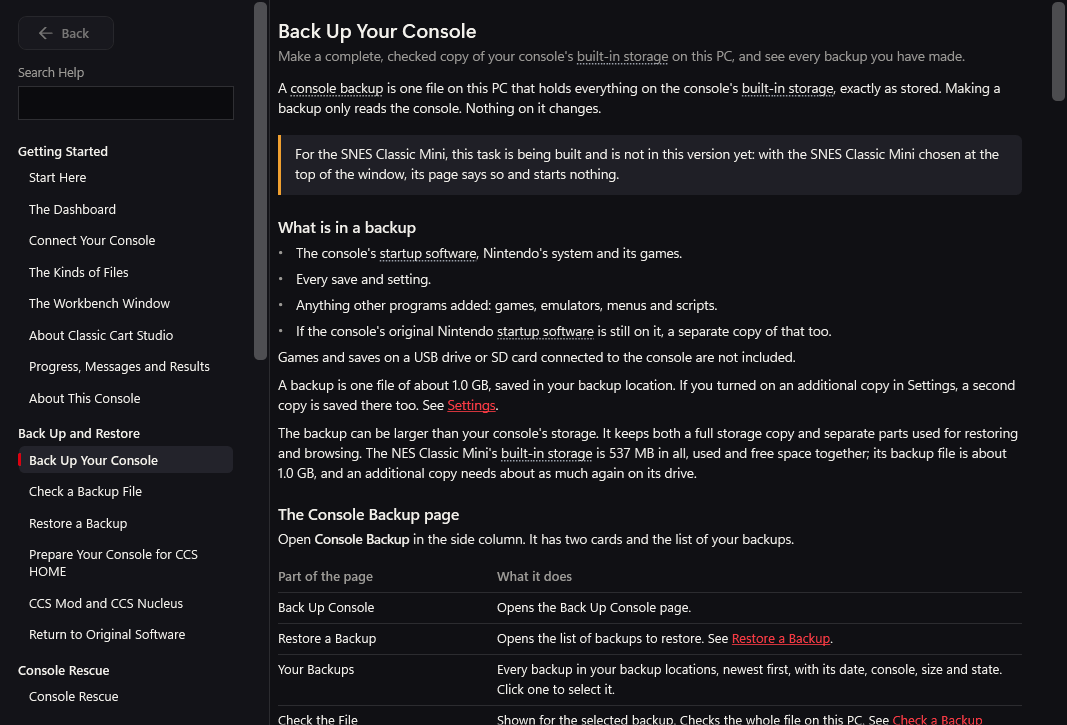 Back
Search Help
Getting Started
Start Here
The Dashboard
Connect Your Console
The Kinds of Files
The Workbench Window
About Classic Cart Studio
Progress, Messages and Results
About This Console
Back Up and Restore
Back Up Your Console
Check a Backup File
Restore a Backup
Prepare Your Console for CCS
HOME
CCS Mod and CCS Nucleus
Return to Original Software
Console Rescue
Console Rescue
Back Up Your Console
Make a complete, checked copy of your console's built-in storage on this PC, and see every backup you have made.
A console backup is one file on this PC that holds everything on the console's built-in storage, exactly as stored. Making a
backup only reads the console. Nothing on it changes.
For the SNES Classic Mini, this task is being built and is not in this version yet: with the SNES Classic Mini chosen at the
top of the window, its page says so and starts nothing.
What is in a backup
• The console's startup software, Nintendo's system and its games.
• Every save and setting.
• Anything other programs added: games, emulators, menus and scripts.
• If the console's original Nintendo startup software is still on it, a separate copy of that too.
Games and saves on a USB drive or SD card connected to the console are not included.
A backup is one file of about 1.0 GB, saved in your backup location. If you turned on an additional copy in Settings, a second
copy is saved there too. See Settings.
The backup can be larger than your console's storage. It keeps both a full storage copy and separate parts used for restoring
and browsing. The NES Classic Mini's built-in storage is 537 MB in all, used and free space together; its backup file is about
1.0 GB, and an additional copy needs about as much again on its drive.
The Console Backup page
Open Console Backup in the side column. It has two cards and the list of your backups.
Part of the page What it does
Back Up Console Opens the Back Up Console page.
Restore a Backup Opens the list of backups to restore. See Restore a Backup.
Your Backups Every backup in your backup locations, newest first, with its date, console, size and state.
Click one to select it.
Check the File Shown for the selected backup. Checks the whole file on this PC. See Check a Backup